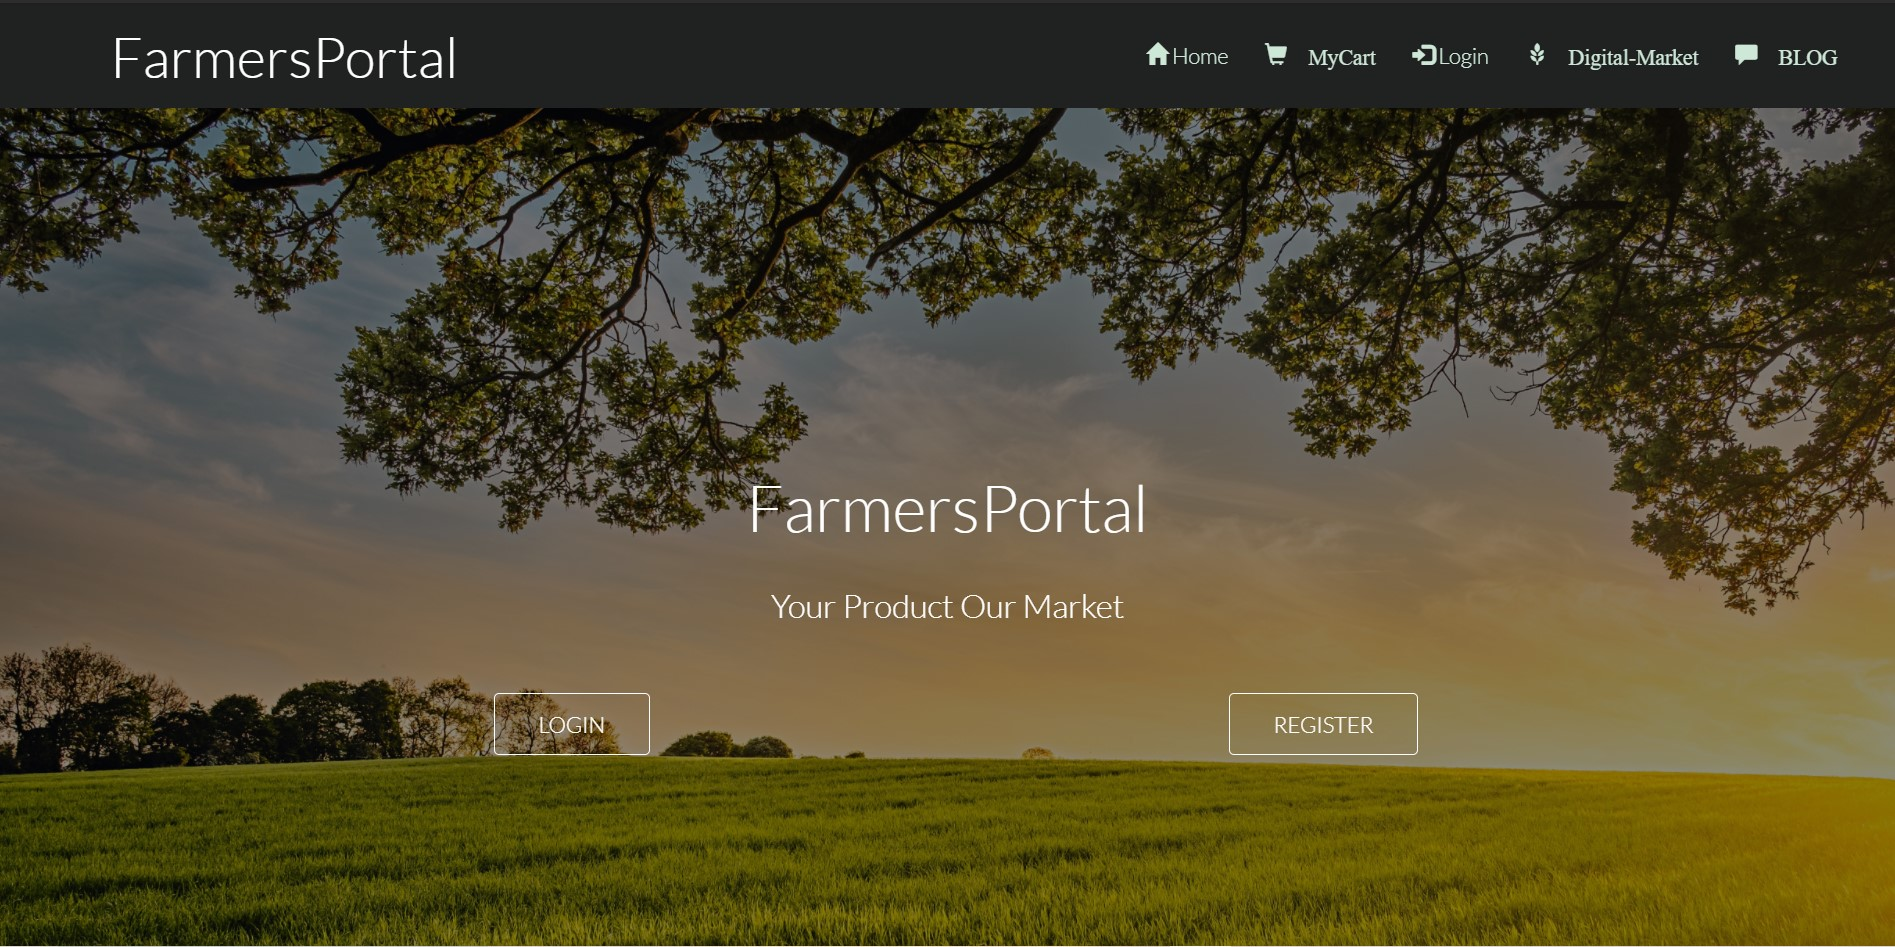 FarmersPortal
Home MyCart Login Digital-Market BLOG
FarmersPortal
Your Product Our Market
LOGIN REGISTER